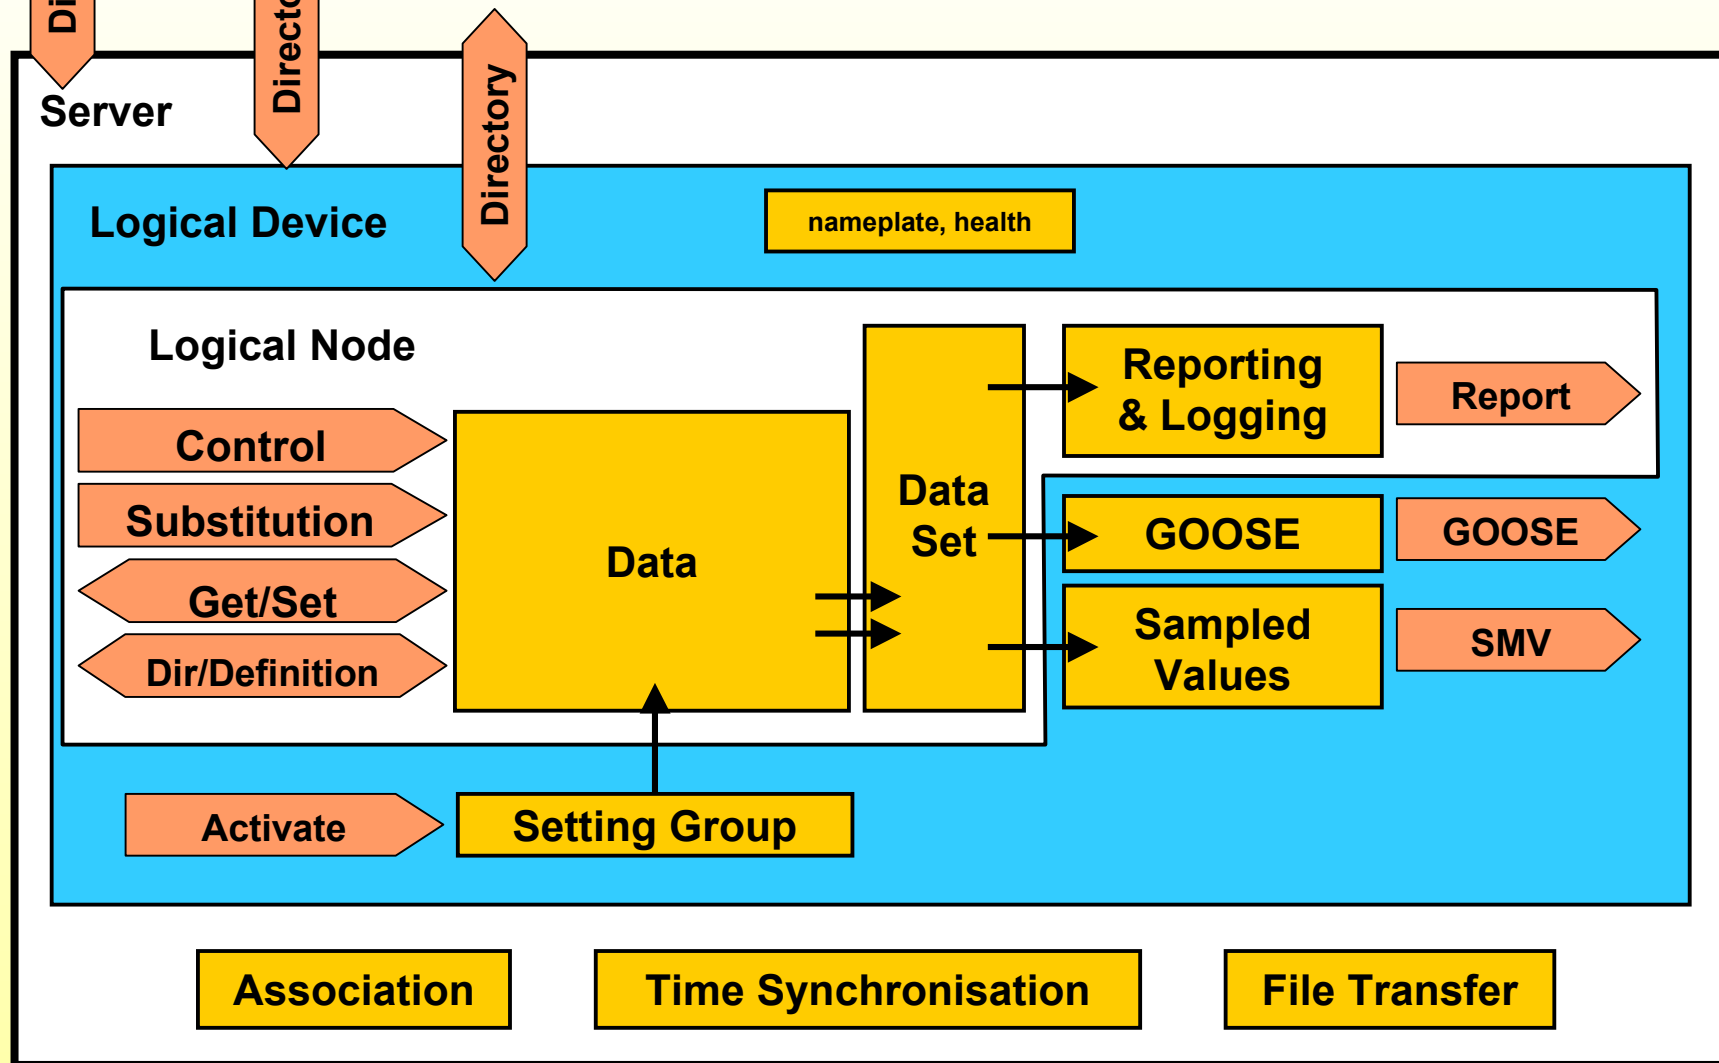 Directory
Server
Logical Device
nameplate, health
Logical Node
Control
Substitution
Get/Set
Dir/Definition
Data
Data
Set
Reporting
& Logging
Report
GOOSE
GOOSE
Sampled
Values
SMV
Activate
Setting Group
Association
Time Synchronisation
File Transfer